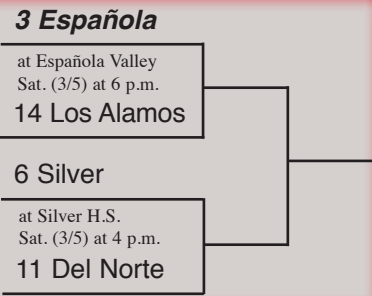 3 Española
at Española Valley
Sat. (3/5) at 6 p.m.
14 Los Alamos
6 Silver
at Silver H.S.
Sat. (3/5) at 4 p.m.
11 Del Norte